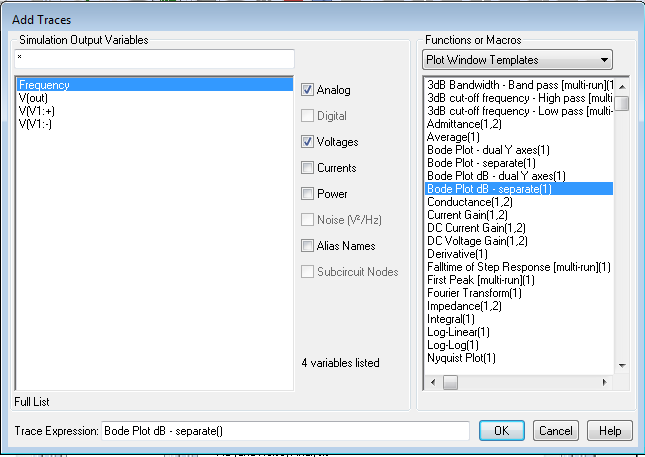 Add Traces
Simulation Output Variables
*
Frequency
V(out)
V(V1:+)
V(V1:-)
Full List
Analog
Digital
Voltages
Currents
Power
Noise (V²/Hz)
Alias Names
Subcircuit Nodes
4 variables listed
Functions or Macros
Plot Window Templates
3dB Bandwidth - Band pass [multi-run](1
3dB cut-off frequency - High pass [multi
3dB cut-off frequency - Low pass [multi-
Admittance(1,2)
Average(1)
Bode Plot - dual Y axes(1)
Bode Plot - separate(1)
Bode Plot dB - dual Y axes(1)
Bode Plot dB - separate(1)
Conductance(1,2)
Current Gain(1,2)
DC Current Gain(1,2)
DC Voltage Gain(1,2)
Derivative(1)
Falltime of Step Response [multi-run](1)
First Peak [multi-run](1)
Fourier Transform(1)
Impedance(1,2)
Integral(1)
Log-Linear(1)
Log-Log(1)
Nyquist Plot(1)
Trace Expression: Bode Plot dB - separate()
OK
Cancel
Help